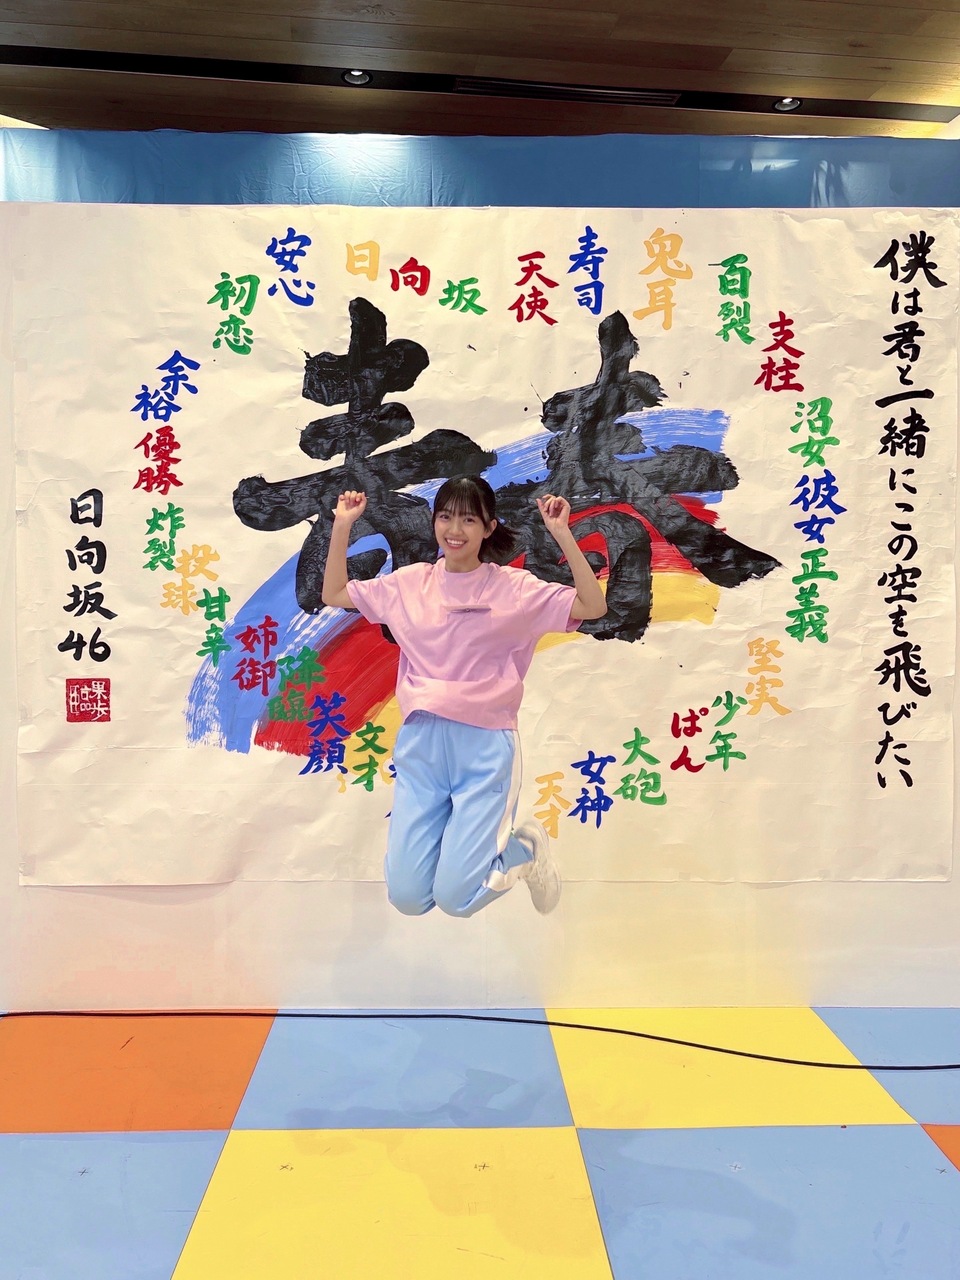 僕は君と一緒にこの空を飛びたい
青春
日向坂
天使
寿司
鬼耳
百裂
支柱
沼女
彼女
正義
堅実
少年
ぱん
大砲
女神
天才
文才
笑顔
降臨
姉御
甘辛
投球
炸裂
優勝
余裕
初恋
安心
日向坂46
果歩